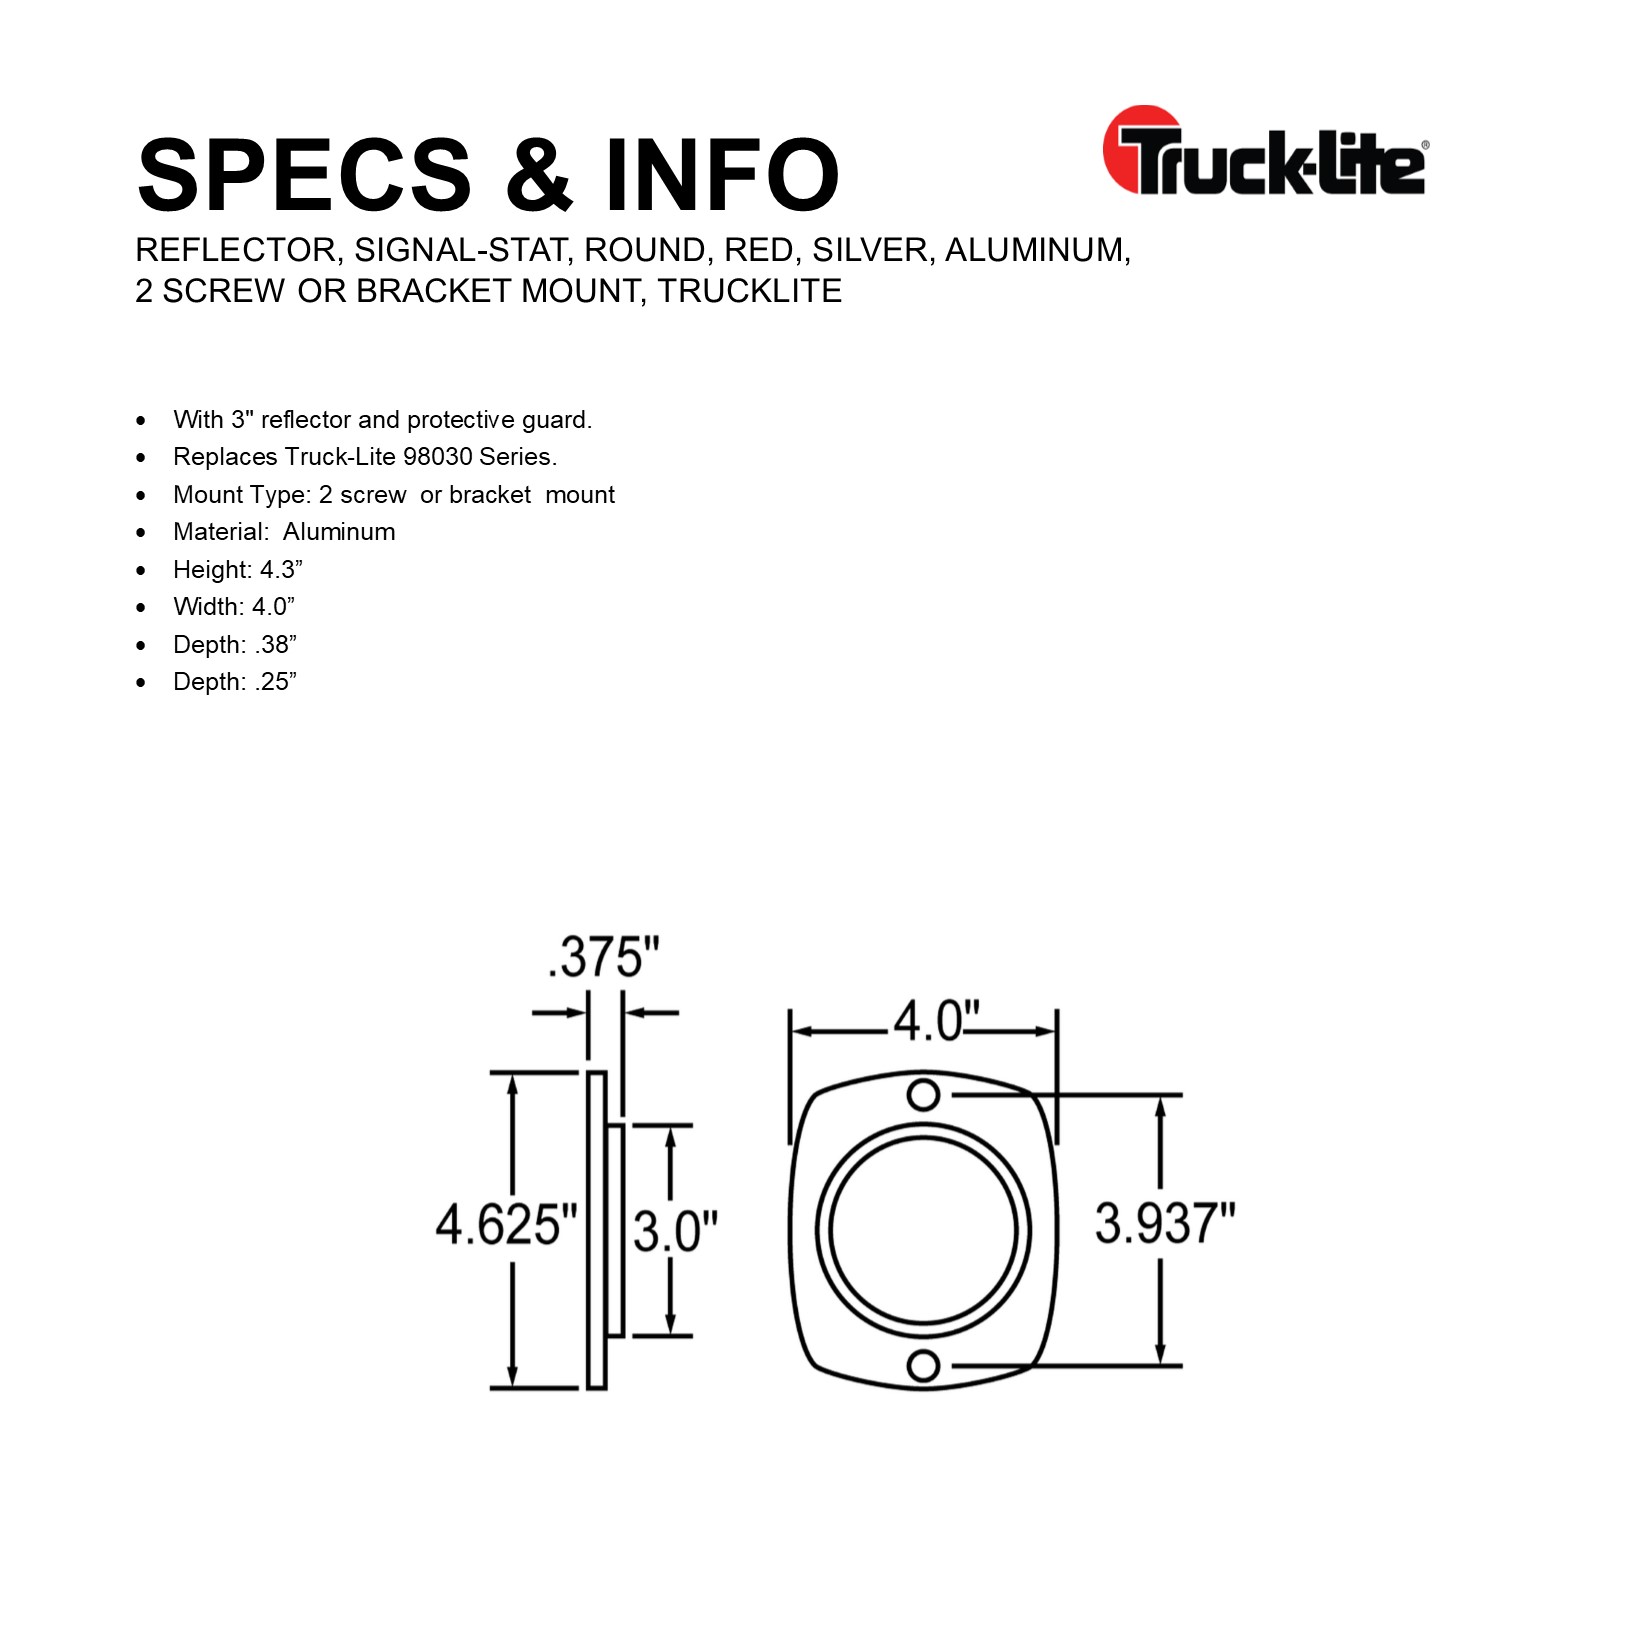 Truck-Lite®
SPECS & INFO
REFLECTOR, SIGNAL-STAT, ROUND, RED, SILVER, ALUMINUM,
2 SCREW OR BRACKET MOUNT, TRUCKLITE
• With 3" reflector and protective guard.
• Replaces Truck-Lite 98030 Series.
• Mount Type: 2 screw or bracket mount
• Material: Aluminum
• Height: 4.3”
• Width: 4.0”
• Depth: .38”
• Depth: .25”
.375"
4.0"
4.625"
3.0"
3.937"